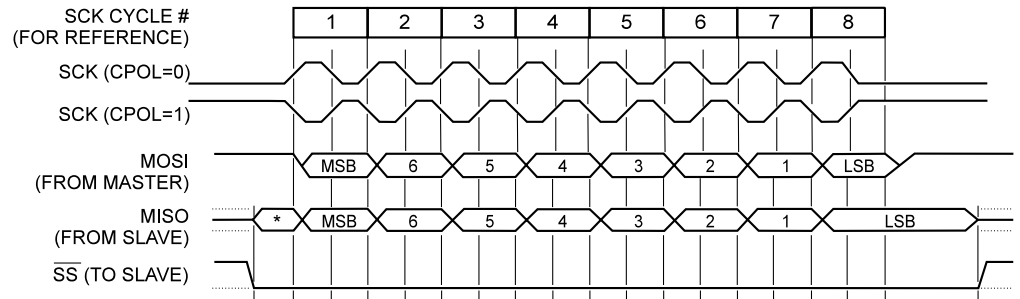 SCK CYCLE # 1 2 3 4 5 6 7 8
(FOR REFERENCE)
SCK (CPOL=0)
SCK (CPOL=1)
MOSI MSB 6 5 4 3 2 1 LSB
(FROM MASTER)
MISO * MSB 6 5 4 3 2 1 LSB
(FROM SLAVE)
SS (TO SLAVE)